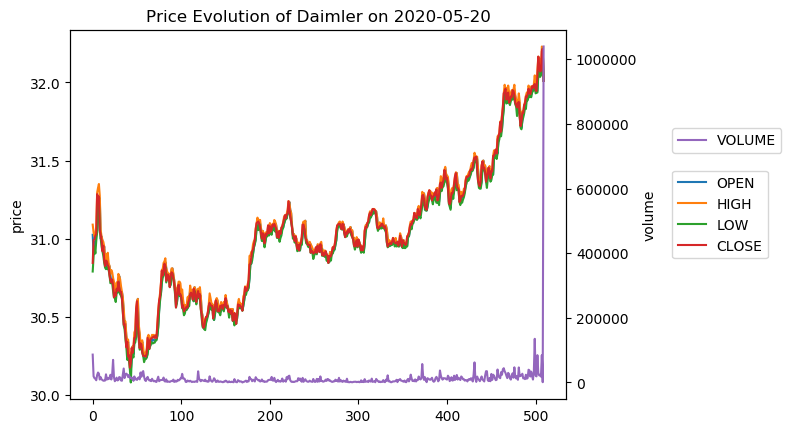 Price Evolution of Daimler on 2020-05-20
price
32.0
31.5
31.0
30.5
30.0
0
100
200
300
400
500
1000000
800000
600000
400000
200000
0
volume
VOLUME
OPEN
HIGH
LOW
CLOSE